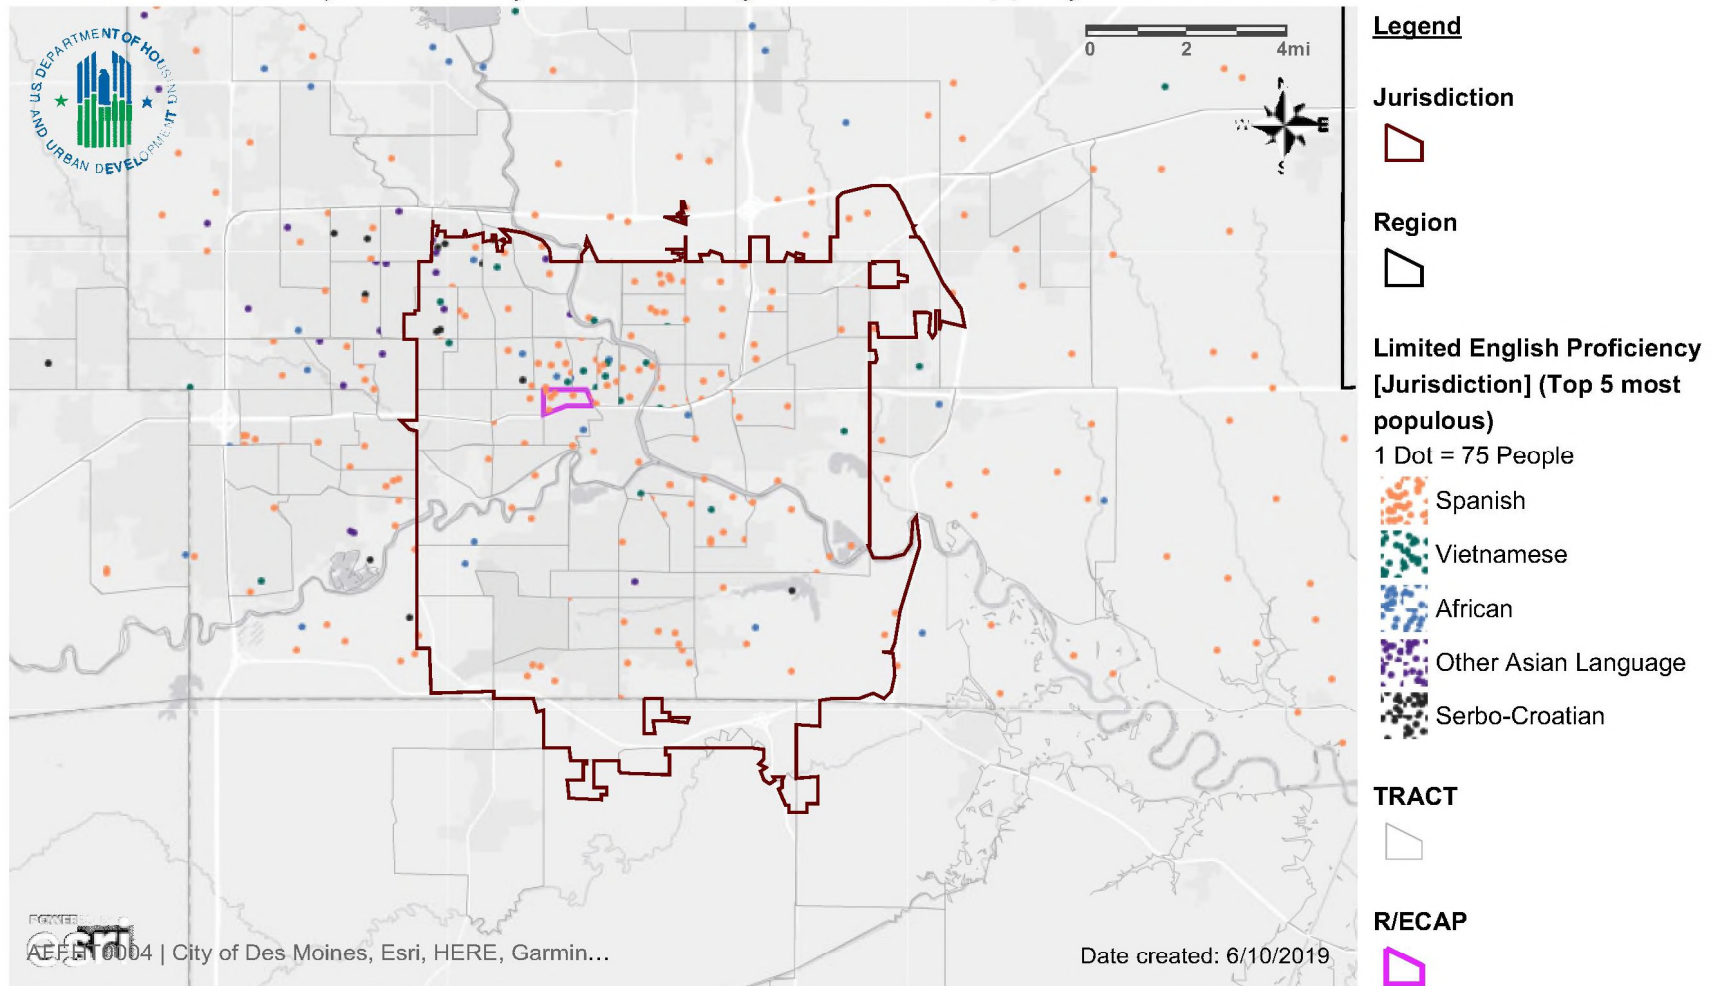 U.S. DEPARTMENT OF HOUSING
AND URBAN DEVELOPMENT
0 2 4mi
N
W E
S
Legend
Jurisdiction
Region
Limited English Proficiency
[Jurisdiction] (Top 5 most
populous)
1 Dot = 75 People
Spanish
Vietnamese
African
Other Asian Language
Serbo-Croatian
TRACT
R/ECAP
esri
| City of Des Moines, Esri, HERE, Garmin...
Date created: 6/10/2019